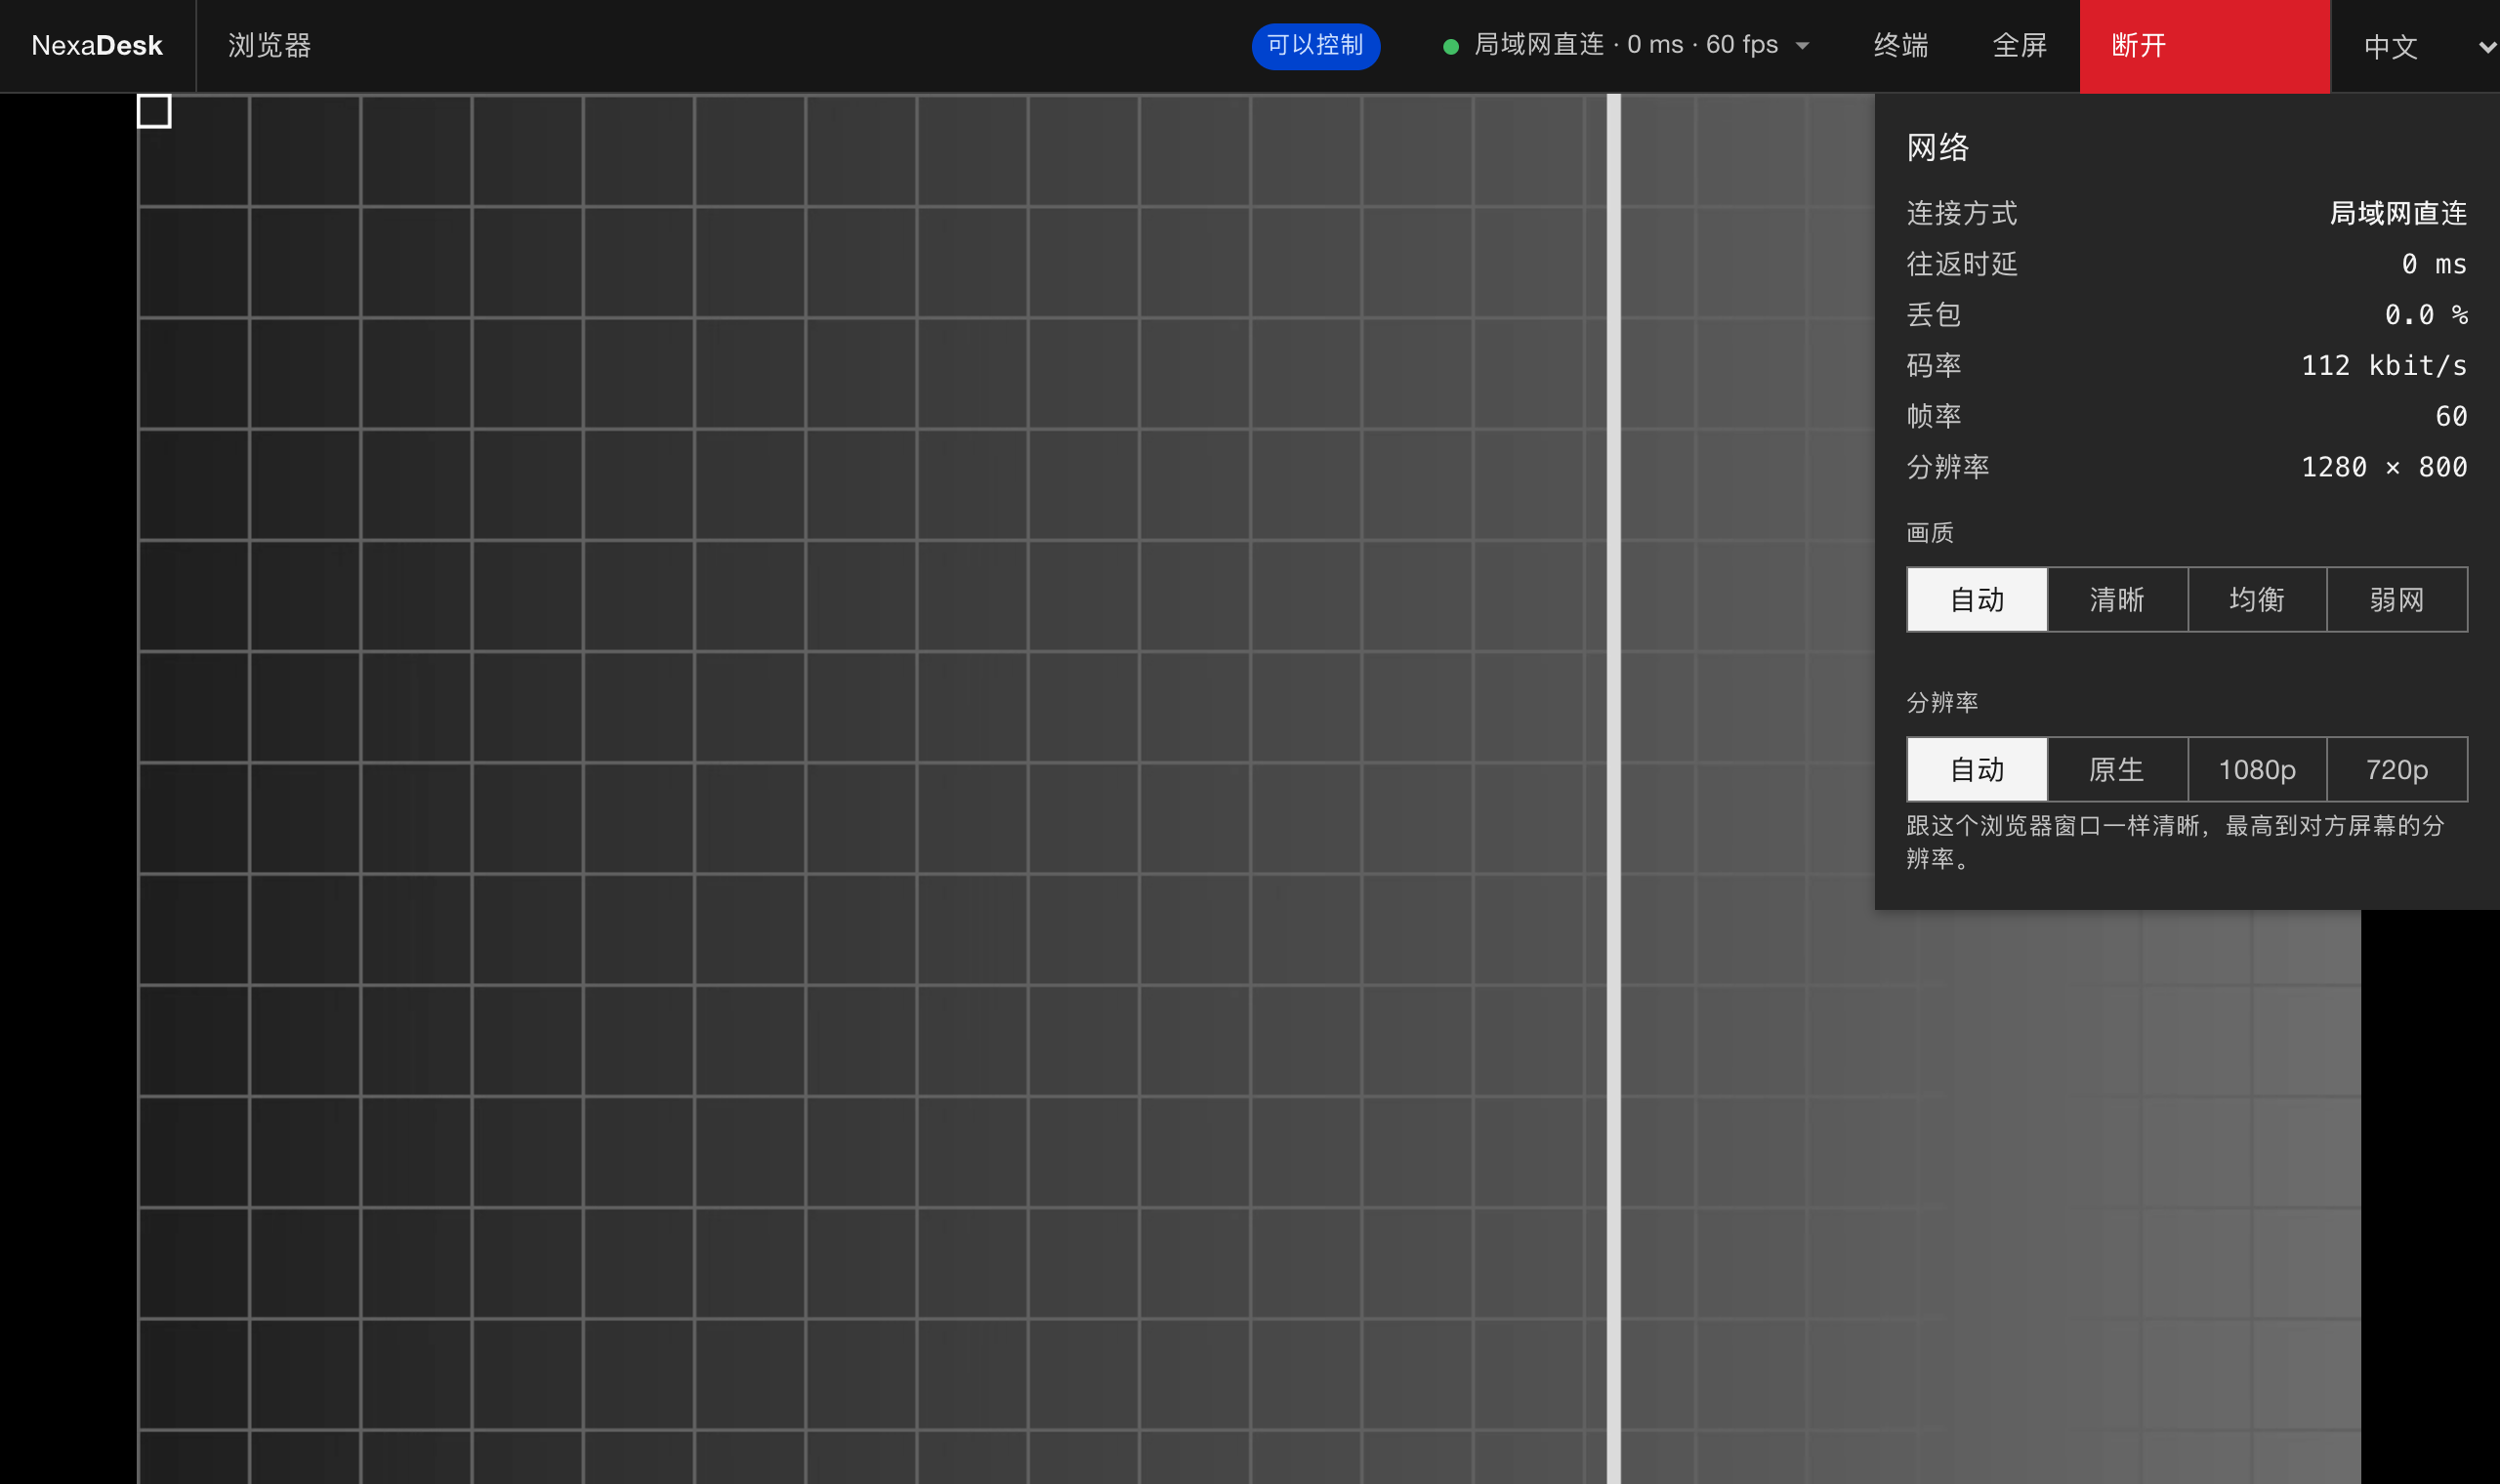 NexaDesk 浏览器 可以控制 局域网直连 · 0 ms · 60 fps 终端 全屏 断开 中文
网络
连接方式 局域网直连
往返时延 0 ms
丢包 0.0 %
码率 112 kbit/s
帧率 60
分辨率 1280 × 800
画质
自动 清晰 均衡 弱网
分辨率
自动 原生 1080p 720p
跟这个浏览器窗口一样清晰，最高到对方屏幕的分
辨率。